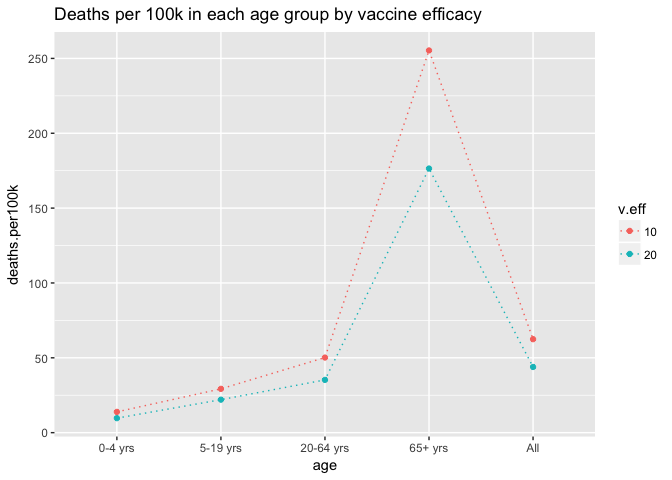 Deaths per 100k in each age group by vaccine efficacy
250
200
150
100
50
0
deaths.per100k
0-4 yrs 5-19 yrs 20-64 yrs 65+ yrs All
age
v.eff
10
20